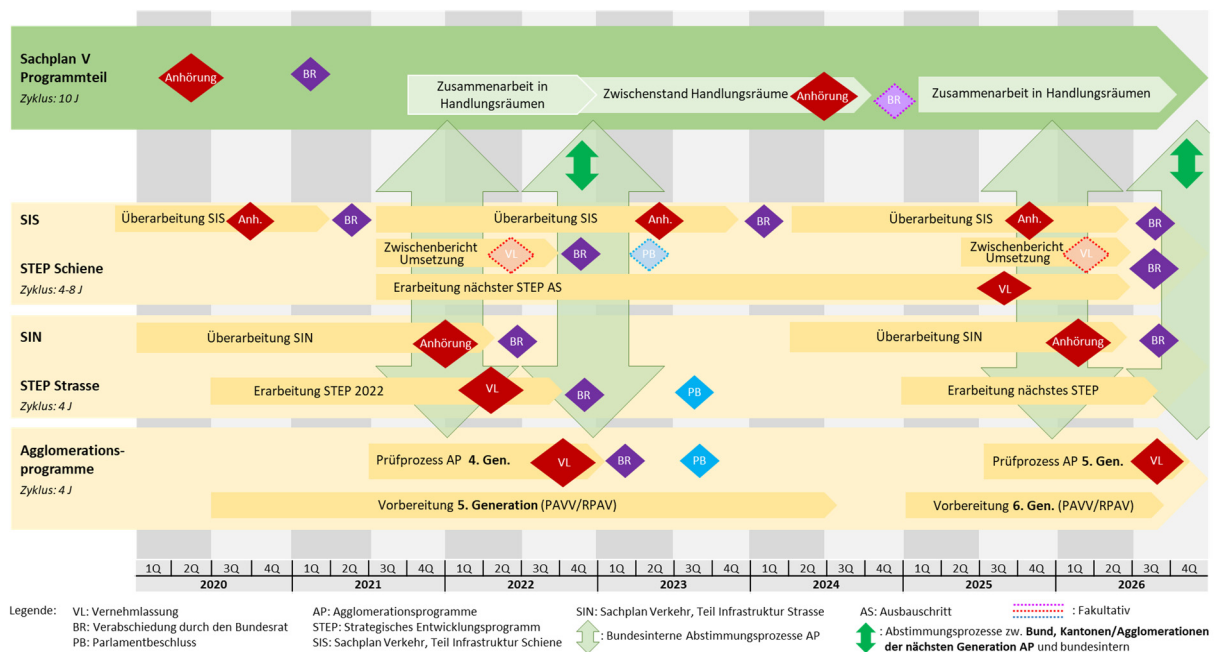 Sachplan V
Programmteil
Zyklus: 10 J
Anhörung
BR
Zusammenarbeit in
Handlungsräumen
Zwischenstand Handlungsräume
Anhörung
BR
Zusammenarbeit in Handlungsräumen
SIS
Überarbeitung SIS
Anh.
BR
Überarbeitung SIS
Anh.
BR
Überarbeitung SIS
Anh.
BR
STEP Schiene
Zyklus: 4-8 J
Zwischenbericht
Umsetzung
VL
BR
PB
Zwischenbericht
Umsetzung
VL
BR
Erarbeitung nächster STEP AS
VL
SIN
Überarbeitung SIN
Anhörung
BR
Überarbeitung SIN
Anhörung
BR
STEP Strasse
Zyklus: 4 J
Erarbeitung STEP 2022
VL
BR
PB
Erarbeitung nächstes STEP
Agglomerations-
programme
Zyklus: 4 J
Prüfprozess AP 4. Gen.
VL
BR
PB
Prüfprozess AP 5. Gen.
VL
Vorbereitung 5. Generation (PAVV/RPAV)
Vorbereitung 6. Gen. (PAVV/RPAV)
1Q 2Q 3Q 4Q 1Q 2Q 3Q 4Q 1Q 2Q 3Q 4Q 1Q 2Q 3Q 4Q 1Q 2Q 3Q 4Q 1Q 2Q 3Q 4Q 1Q 2Q 3Q 4Q
2020 2021 2022 2023 2024 2025 2026
Legende:
VL: Vernehmlassung
BR: Verabschiedung durch den Bundesrat
PB: Parlamentbeschluss
AP: Agglomerationsprogramme
STEP: Strategisches Entwicklungsprogramm
SIS: Sachplan Verkehr, Teil Infrastruktur Schiene
SIN: Sachplan Verkehr, Teil Infrastruktur Strasse
: Bundesinterne Abstimmungsprozesse AP
AS: Ausbauschritt
: Fakultativ
: Abstimmungsprozesse zw. Bund, Kantonen/Agglomerationen
der nächsten Generation AP und bundesintern